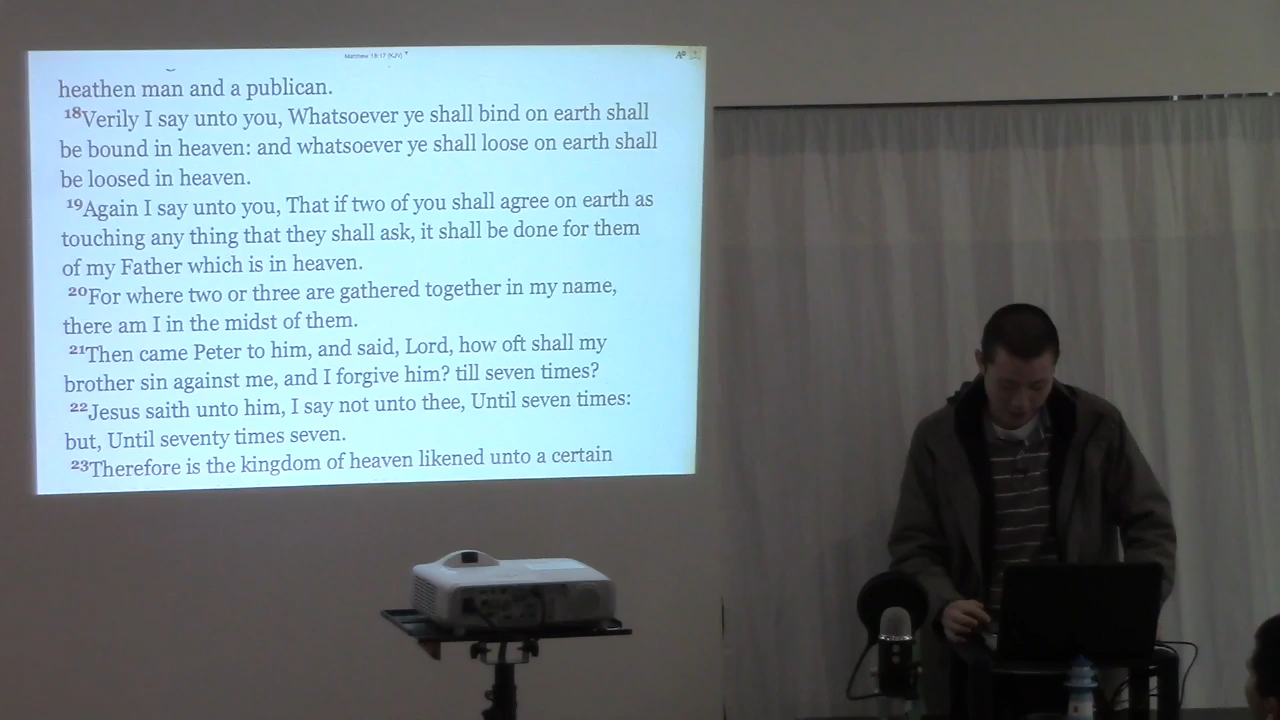 Matthew 18:17 (KJV)
heathen man and a publican.
18Verily I say unto you, Whatsoever ye shall bind on earth shall
be bound in heaven: and whatsoever ye shall loose on earth shall
be loosed in heaven.
19Again I say unto you, That if two of you shall agree on earth as
touching any thing that they shall ask, it shall be done for them
of my Father which is in heaven.
20For where two or three are gathered together in my name,
there am I in the midst of them.
21Then came Peter to him, and said, Lord, how oft shall my
brother sin against me, and I forgive him? till seven times?
22Jesus saith unto him, I say not unto thee, Until seven times:
but, Until seventy times seven.
23Therefore is the kingdom of heaven likened unto a certain